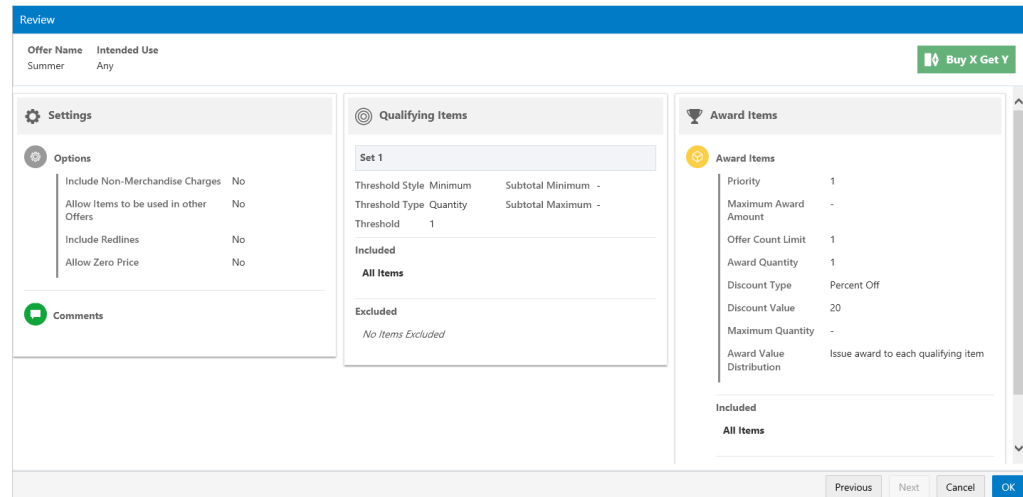 Review
Offer Name Intended Use
Summer Any
Buy X Get Y
Settings
Options
Include Non-Merchandise Charges No
Allow Items to be used in other No
Offers
Include Redlines No
Allow Zero Price No
Comments
Qualifying Items
Set 1
Threshold Style Minimum Subtotal Minimum -
Threshold Type Quantity Subtotal Maximum -
Threshold 1
Included
All Items
Excluded
No Items Excluded
Award Items
Award Items
Priority 1
Maximum Award -
Amount
Offer Count Limit 1
Award Quantity 1
Discount Type Percent Off
Discount Value 20
Maximum Quantity -
Award Value Issue award to each qualifying item
Distribution
Included
All Items
Previous Next Cancel OK